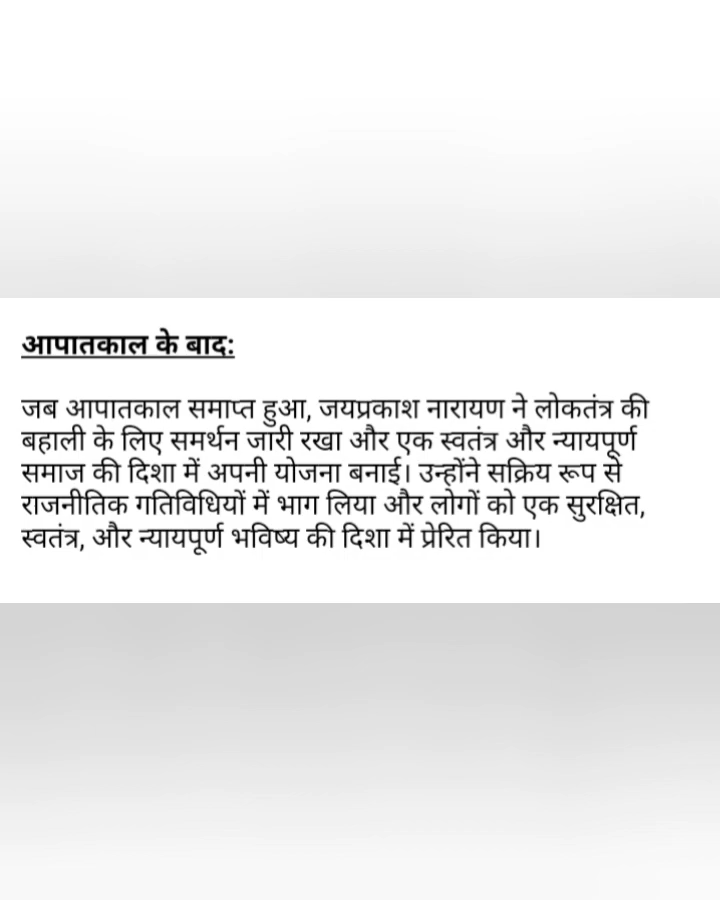 आपातकाल के बाद:
जब आपातकाल समाप्त हुआ, जयप्रकाश नारायण ने लोकतंत्र की
बहाली के लिए समर्थन जारी रखा और एक स्वतंत्र और न्यायपूर्ण
समाज की दिशा में अपनी योजना बनाई। उन्होंने सक्रिय रूप से
राजनीतिक गतिविधियों में भाग लिया और लोगों को एक सुरक्षित,
स्वतंत्र, और न्यायपूर्ण भविष्य की दिशा में प्रेरित किया।